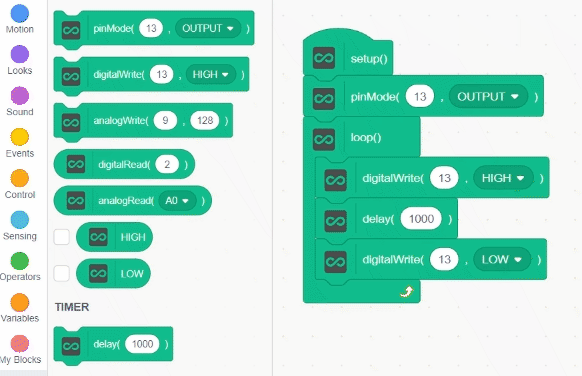 Motion
Looks
Sound
Events
Control
Sensing
Operators
Variables
My Blocks
pinMode( 13 , OUTPUT )
digitalWrite( 13 , HIGH )
analogWrite( 9 , 128 )
digitalRead( 2 )
analogRead( A0 )
HIGH
LOW
TIMER
delay( 1000 )
setup()
pinMode( 13 , OUTPUT )
loop()
digitalWrite( 13 , HIGH )
delay( 1000 )
digitalWrite( 13 , LOW )